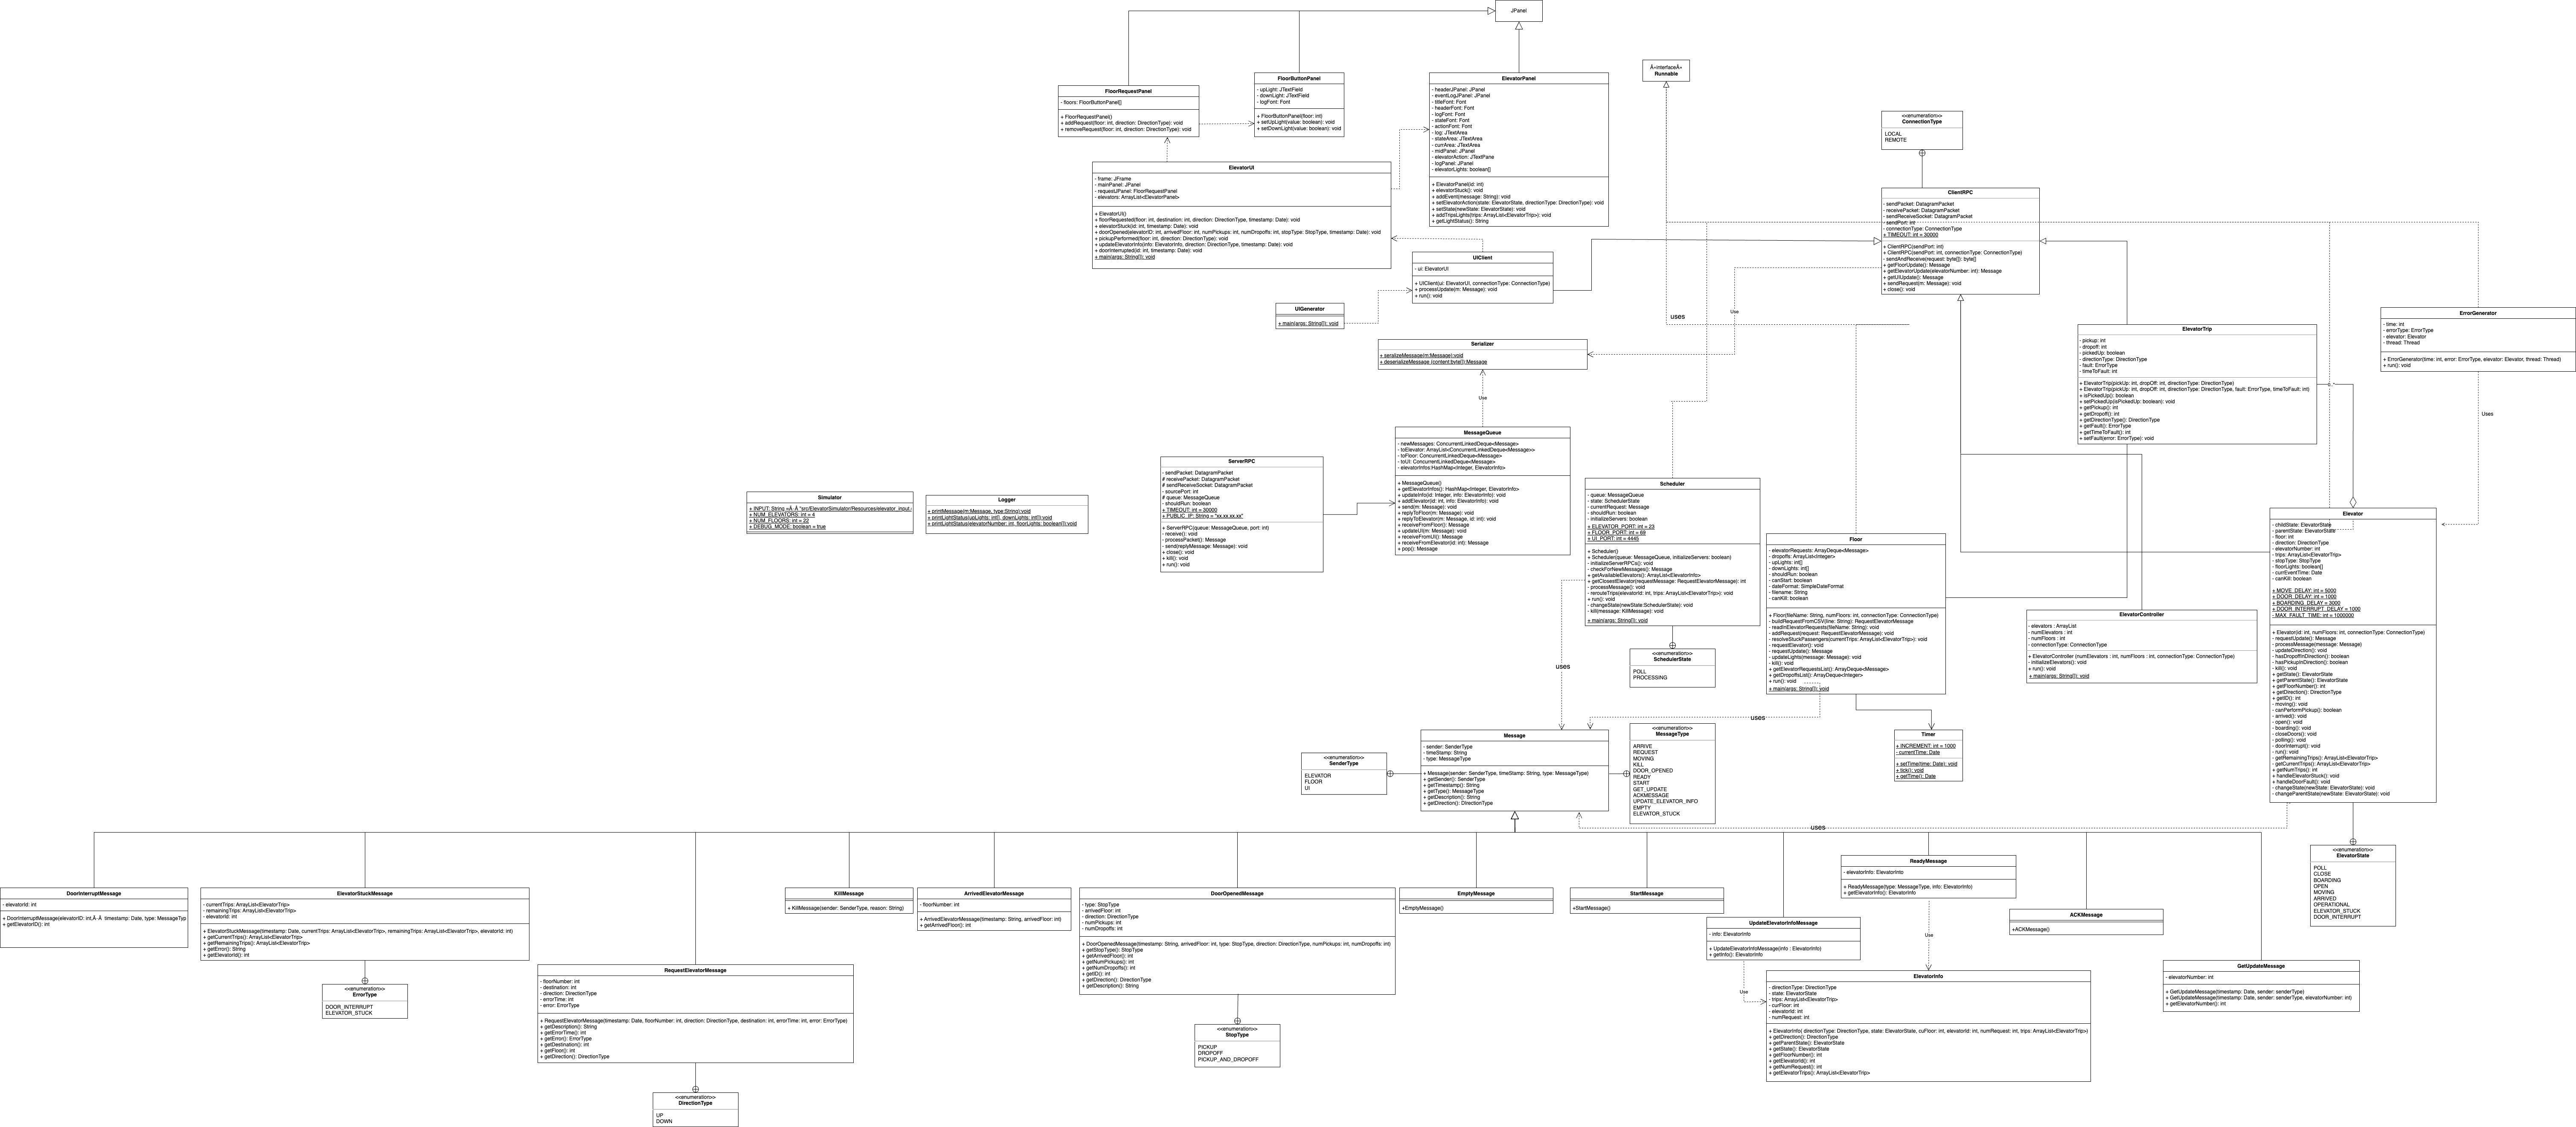 JPanel
Â«interfaceÂ»
Runnable
FloorRequestPanel
- floors: FloorButtonPanel[]
+ FloorRequestPanel()
+ addRequest(floor: int, direction: DirectionType): void
+ removeRequest(floor: int, direction: DirectionType): void
FloorButtonPanel
- upLight: JTextField
- downLight: JTextField
- logFont: Font
+ FloorButtonPanel(floor: int)
+ setUpLight(value: boolean): void
+ setDownLight(value: boolean): void
ElevatorPanel
- headerJPanel: JPanel
- eventLogJPanel: JPanel
- titleFont: Font
- headerFont: Font
- logFont: Font
- stateFont: Font
- actionFont: Font
- log: JTextArea
- stateArea: JTextArea
- currArea: JTextArea
- midPanel: JPanel
- elevatorAction: JTextPane
- logPanel: JPanel
- elevatorLights: boolean[]
+ ElevatorPanel(id: int)
+ elevatorStuck(): void
+ addEvent(message: String): void
+ setElevatorAction(state: ElevatorState, directionType: DirectionType): void
+ setState(newState: ElevatorState): void
+ addTripsLights(trips: ArrayList<ElevatorTrip>): void
+ getLightStatus(): String
<<enumeration>>
ConnectionType
LOCAL
REMOTE
ElevatorUI
- frame: JFrame
- mainPanel: JPanel
- requestJPanel: FloorRequestPanel
- elevators: ArrayList<ElevatorPanel>
+ ElevatorUI()
+ floorRequested(floor: int, destination: int, direction: DirectionType, timestamp: Date): void
+ elevatorStuck(id: int, timestamp: Date): void
+ doorOpened(elevatorID: int, arrivedFloor: int, numPickups: int, numDropoffs: int, stopType: StopType, timestamp: Date): void
+ pickupPerformed(floor: int, direction: DirectionType): void
+ updateElevatorInfo(info: ElevatorInfo, direction: DirectionType, timestamp: Date): void
+ doorInterrupted(id: int, timestamp: Date): void
+ main(args: String[]): void
ClientRPC
- sendPacket: DatagramPacket
- receivePacket: DatagramPacket
- sendReceiveSocket: DatagramPacket
- sendPort: int
- connectionType: ConnectionType
+ TIMEOUT: int = 30000
+ ClientRPC(sendPort: int)
+ ClientRPC(sendPort: int, connectionType: ConnectionType)
- sendAndReceive(request: byte[]): byte[]
+ getFloorUpdate(): Message
+ getElevatorUpdate(elevatorNumber: int): Message
+ getUIUpdate(): Message
+ sendRequest(m: Message): void
+ close(): void
UIClient
- ui: ElevatorUI
+ UIClient(ui: ElevatorUI, connectionType: ConnectionType)
+ processUpdate(m: Message): void
+ run(): void
UIGenerator
+ main(args: String[]): void
uses
Use
ErrorGenerator
- time: int
- errorType: ErrorType
- elevator: Elevator
- thread: Thread
+ ErrorGenerator(time: int, error: ErrorType, elevator: Elevator, thread: Thread)
+ run(): void
Uses
Serializer
+ seralizeMessage(m:Message):void
+ deserializeMessage (content:byte[]):Message
Use
ElevatorTrip
- pickup: int
- dropoff: int
- pickedUp: boolean
- directionType: DirectionType
- fault: ErrorType
- timeToFault: int
+ ElevatorTrip(pickUp: int, dropOff: int, directionType: DirectionType)
+ ElevatorTrip(pickUp: int, dropOff: int, directionType: DirectionType, fault: ErrorType, timeToFault: int)
+ isPickedUp(): boolean
+ setPickedUp(isPickedUp: boolean): void
+ getPickup(): int
+ getDropoff(): int
+ getDirectionType(): DirectionType
+ getFault(): ErrorType
+ getTimeToFault(): int
+ setFault(error: ErrorType): void
MessageQueue
- newMessages: ConcurrentLinkedDeque<Message>
- toElevator: ArrayList<ConcurrentLinkedDeque<Message>>
- toFloor: ConcurrentLinkedDeque<Message>
- toUI: ConcurrentLinkedDeque<Message>
- elevatorInfos:HashMap<Integer, ElevatorInfo>
+ MessageQueue()
+ getElevatorInfos(): HashMap<Integer, ElevatorInfo>
+ updateInfo(id: Integer, info: ElevatorInfo): void
+ addElevator(id: int, info: ElevatorInfo): void
+ send(m: Message): void
+ replyToFloor(m: Message): void
+ replyToElevator(m: Message, id: int): void
+ receiveFromFloor(): Message
+ updateUI(m: Message): void
+ receiveFromUI(): Message
+ receiveFromElevator(id: int): Message
+ pop(): Message
ServerRPC
- sendPacket: DatagramPacket
# receivePacket: DatagramPacket
# sendReceiveSocket: DatagramPacket
- sourcePort: int
# queue: MessageQueue
- shouldRun: boolean
+ TIMEOUT: int = 30000
+ PUBLIC_IP: String = "xx.xx.xx.xx"
+ ServerRPC(queue: MessageQueue, port: int)
- receive(): void
- processPacket(): Message
- send(replyMessage: Message): void
+ close(): void
+ kill(): void
+ run(): void
Simulator
+ INPUT: String =Â·Â "src/ElevatorSimulator/Resources/elevator_input.
+ NUM_ELEVATORS: int = 4
+ NUM_FLOORS: int = 22
+ DEBUG_MODE: boolean = true
Logger
+ printMessage(m:Message, type:String):void
+ printLightStatus(upLights: int[], downLights: int[]):void
+ printLightStatus(elevatorNumber: int, floorLights: boolean[]):void
Scheduler
- queue: MessageQueue
- state: SchedulerState
- currentRequest: Message
- shouldRun: boolean
- initializeServers: boolean
+ ELEVATOR_PORT: int = 23
+ FLOOR_PORT: int = 69
+ UI_PORT: int = 4445
+ Scheduler()
+ Scheduler(queue: MessageQueue, initializeServers: boolean)
- initializeServerRPCs(): void
- checkForNewMessages(): Message
+ getAvailableElevators(): ArrayList<ElevatorInfo>
+ getClosestElevator(requestMessage: RequestElevatorMessage): int
- processMessage(): void
- rerouteTrips(elevatorId: int, trips: ArrayList<ElevatorTrip>): void
+ run(): void
- changeState(newState:SchedulerState): void
- kill(message: KillMessage): void
+ main(args: String[]): void
<<enumeration>>
SchedulerState
POLL
PROCESSING
uses
Floor
- elevatorRequests: ArrayDeque<Message>
- dropoffs: ArrayList<Integer>
- upLights: int[]
- downLights: int[]
- shouldRun: boolean
- canStart: boolean
- dateFormat: SimpleDateFormat
- filename: String
- canKill: boolean
+ Floor(fileName: String, numFloors: int, connectionType: ConnectionType)
- buildRequestFromCSV(line: String): RequestElevatorMessage
- readInElevatorRequests(fileName: String): void
- addRequest(request: RequestElevatorMessage): void
- resolveStuckPassengers(currentTrips: ArrayList<ElevatorTrip>): void
- requestElevator(): void
- requestUpdate(): Message
- updateLights(message: Message): void
- kill(): void
+ getElevatorRequestsList(): ArrayDeque<Message>
+ getDropoffsList(): ArrayDeque<Integer>
+ run(): void
+ main(args: String[]): void
uses
Elevator
- childState: ElevatorState
- parentState: ElevatorState
- floor: int
- direction: DirectionType
- elevatorNumber: int
- trips: ArrayList<ElevatorTrip>
- stopType: StopType
- floorLights: boolean[]
- currEventTime: Date
- canKill: boolean
+ MOVE_DELAY: int = 5000
+ DOOR_DELAY: int = 1000
+ BOARDING_DELAY = 3000
+ DOOR_INTERRUPT_DELAY = 1000
- MAX_FAULT_TIME: int = 1000000
+ Elevator(id: int, numFloors: int, connectionType: ConnectionType)
- requestUpdate(): Message
- processMessage(message: Message)
- updateDirection(): void
- hasDropoffInDirection(): boolean
- hasPickupInDirection(): boolean
- kill(): void
+ getState(): ElevatorState
+ getParentState(): ElevatorState
+ getFloorNumber(): int
+ getDirection(): DirectionType
+ getID(): int
- moving(): void
- canPerformPickup(): boolean
- arrived(): void
- open(): void
- boarding(): void
- closeDoors(): void
- polling(): void
- doorInterrupt(): void
- run(): void
- getRemainingTrips(): ArrayList<ElevatorTrip>
- getCurrentTrips(): ArrayList<ElevatorTrip>
+ getNumTrips(): int
+ handleElevatorStuck(): void
+ handleDoorFault(): void
- changeState(newState: ElevatorState): void
- changeParentState(newState: ElevatorState): void
ElevatorController
- elevators : ArrayList
- numElevators : int
- numFloors : int
- connectionType: ConnectionType
+ ElevatorController (numElevators : int, numFloors : int, connectionType: ConnectionType)
- initializeElevators(): void
+ run(): void
+ main(args: String[]): void
Timer
+ INCREMENT: int = 1000
- currentTime: Date
+ setTime(time: Date): void
+ tick(): void
+ getTime(): Date
<<enumeration>>
SenderType
ELEVATOR
FLOOR
UI
Message
- sender: SenderType
- timeStamp: String
- type: MessageType
+ Message(sender: SenderType, timeStamp: String, type: MessageType)
+ getSender(): SenderType
+ getTimestamp(): String
+ getType(): MessageType
+ getDescription(): String
+ getDirection(): DirectionType
<<enumeration>>
MessageType
ARRIVE
REQUEST
MOVING
KILL
DOOR_OPENED
READY
START
GET_UPDATE
ACKMESSAGE
UPDATE_ELEVATOR_INFO
EMPTY
ELEVATOR_STUCK
uses
<<enumeration>>
ElevatorState
POLL
CLOSE
BOARDING
OPEN
MOVING
ARRIVED
OPERATIONAL
ELEVATOR_STUCK
DOOR_INTERRUPT
DoorInterruptMessage
- elevatorId: int
+ DoorInterruptMessage(elevatorID: int,Â·Â  timestamp: Date, type: MessageTyp
+ getElevatorID(): int
ElevatorStuckMessage
- currentTrips: ArrayList<ElevatorTrip>
- remainingTrips: ArrayList<ElevatorTrip>
- elevatorId: int
+ ElevatorStuckMessage(timestamp: Date, currentTrips: ArrayList<ElevatorTrip>, remainingTrips: ArrayList<ElevatorTrip>, elevatorId: int)
+ getCurrentTrips(): ArrayList<ElevatorTrip>
+ getRemainingTrips(): ArrayList<ElevatorTrip>
+ getError(): String
+ getElevatorId(): int
<<enumeration>>
ErrorType
DOOR_INTERRUPT
ELEVATOR_STUCK
RequestElevatorMessage
- floorNumber: int
- destination: int
- direction: DirectionType
- errorTime: int
- error: ErrorType
+ RequestElevatorMessage(timestamp: Date, floorNumber: int, direction: DirectionType, destination: int, errorTime: int, error: ErrorType)
+ getDescription(): String
+ getErrorTime(): int
+ getError(): ErrorType
+ getDestination(): int
+ getFloor(): int
+ getDirection(): DirectionType
<<enumeration>>
DirectionType
UP
DOWN
KillMessage
+ KillMessage(sender: SenderType, reason: String)
ArrivedElevatorMessage
- floorNumber: int
+ ArrivedElevatorMessage(timestamp: String, arrivedFloor: int)
+ getArrivedFloor(): int
DoorOpenedMessage
- type: StopType
- arrivedFloor: int
- direction: DirectionType
- numPickups: int
- numDropoffs: int
+ DoorOpenedMessage(timestamp: String, arrivedFloor: int, type: StopType, direction: DirectionType, numPickups: int, numDropoffs: int)
+ getStopType(): StopType
+ getArrivedFloor(): int
+ getNumPickups(): int
+ getNumDropoffs(): int
+ getID(): int
+ getDirection(): DirectionType
+ getDescription(): String
<<enumeration>>
StopType
PICKUP
DROPOFF
PICKUP_AND_DROPOFF
EmptyMessage
+EmptyMessage()
StartMessage
+StartMessage()
UpdateElevatorInfoMessage
- info: ElevatorInfo
+ UpdateElevatorInfoMessage(info : ElevatorInfo)
+ getInfo(): ElevatorInfo
Use
ReadyMessage
- elevatorInfo: ElevatorInfo
+ ReadyMessage(type: MessageType, info: ElevatorInfo)
+ getElevatorInfo(): ElevatorInfo
Use
ElevatorInfo
- directionType: DirectionType
- state: ElevatorState
- trips: ArrayList<ElevatorTrip>
- curFloor: int
- elevatorId: int
- numRequest: int
+ ElevatorInfo( directionType: DirectionType, state: ElevatorState, cuFloor: int, elevatorId: int, numRequest: int, trips: ArrayList<ElevatorTrip>)
+ getDirection(): DirectionType
+ getParentState(): ElevatorState
+ getState(): ElevatorState
+ getFloorNumber(): int
+ getElevatorId(): int
+ getNumRequest(): int
+ getElevatorTrips(): ArrayList<ElevatorTrip>
ACKMessage
+ACKMessage()
GetUpdateMessage
- elevatorNumber: int
+ GetUpdateMessage(timestamp: Date, sender: senderType)
+ GetUpdateMessage(timestamp: Date, sender: senderType, elevatorNumber: int)
+ getElevatorNumber(): int